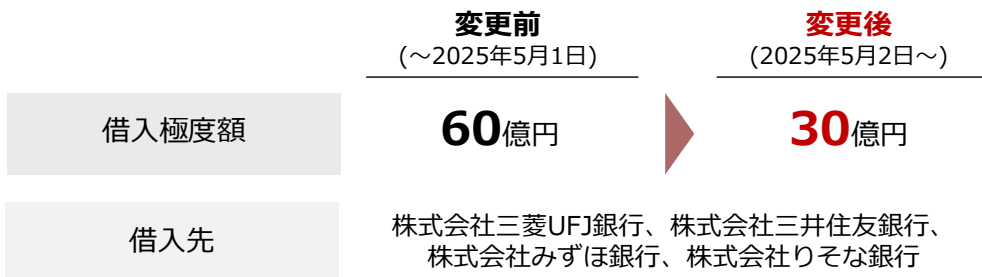 変更前
変更後
(～2025年5月1日)
(2025年5月2日～)
借入極度額
60億円
30億円
借入先
株式会社三菱UFJ銀行、株式会社三井住友銀行、
株式会社みずほ銀行、株式会社りそな銀行